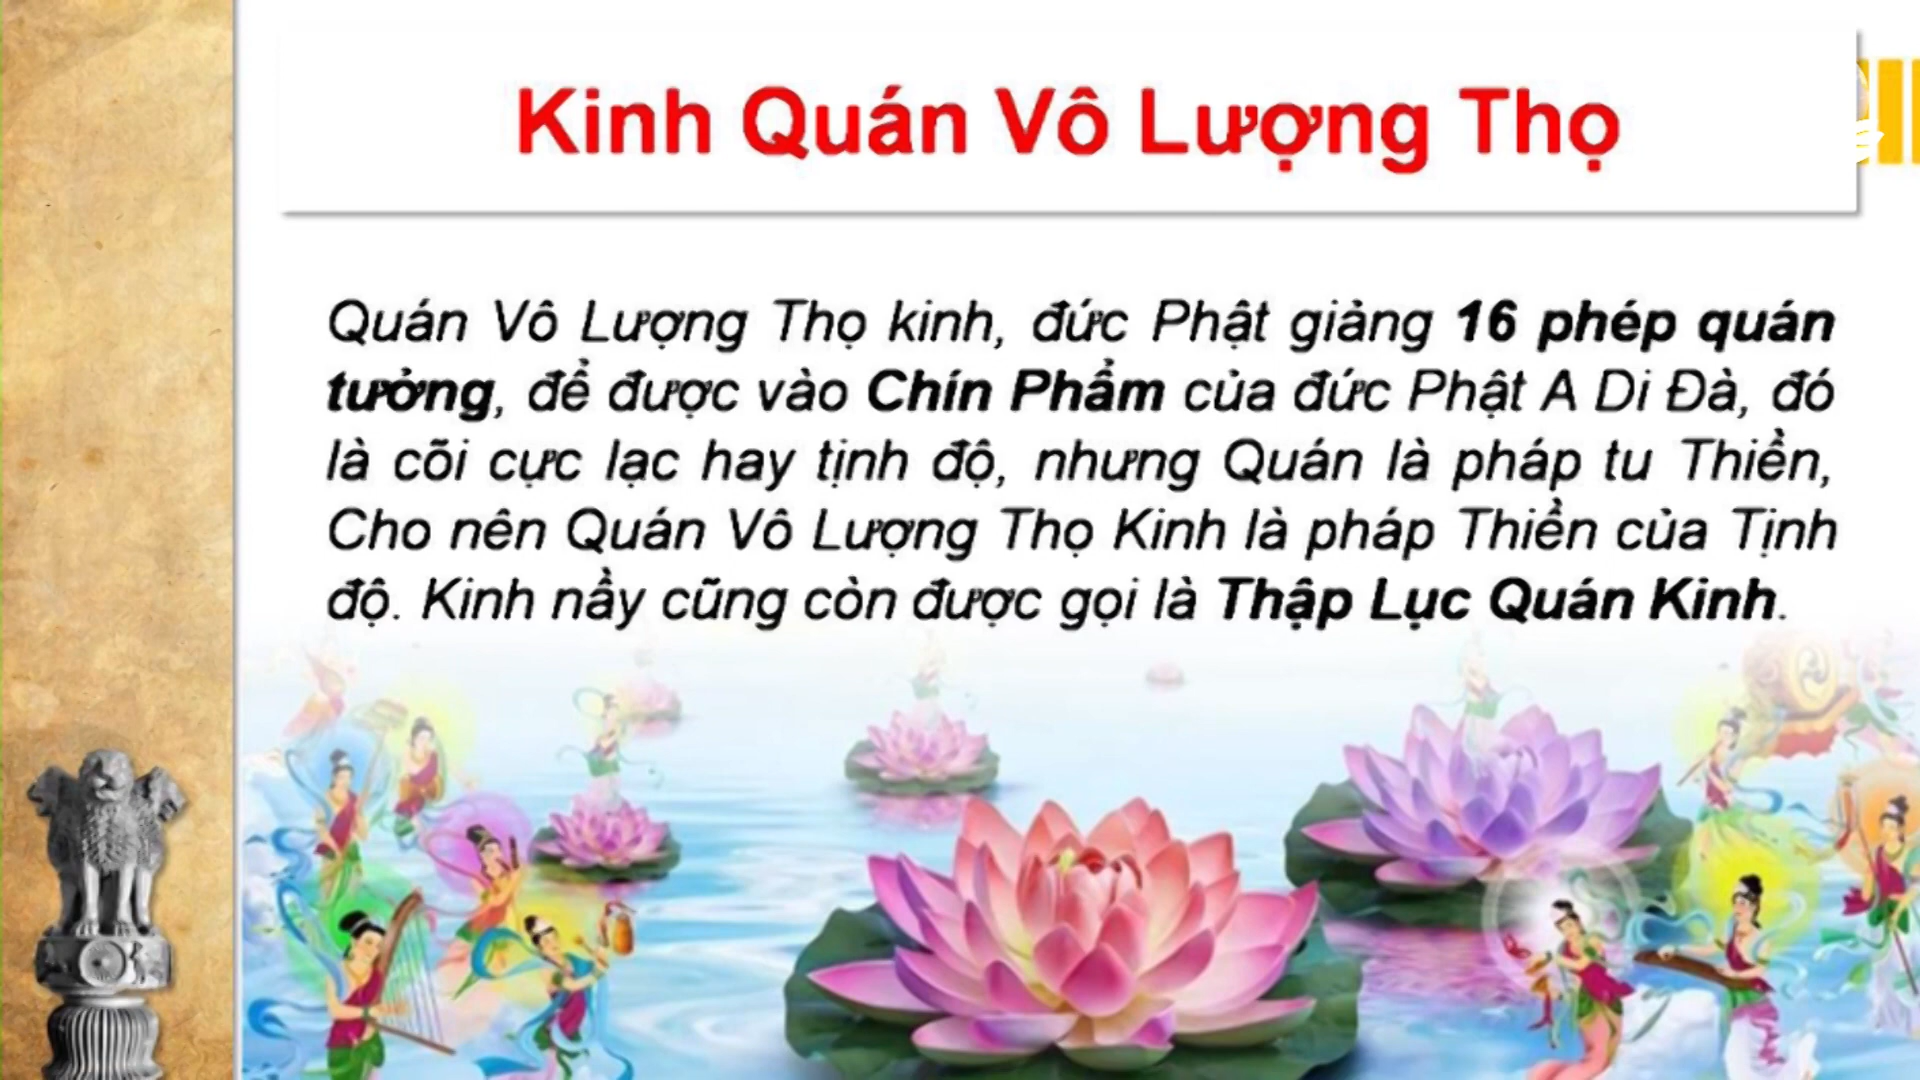 Kinh Quán Vô Lượng Thọ
Quán Vô Lượng Thọ kinh, đức Phật giảng 16 phép quán
tưởng, để được vào Chín Phẩm của đức Phật A Di Đà, đó
là cõi cực lạc hay tịnh độ, nhưng Quán là pháp tu Thiền,
Cho nên Quán Vô Lượng Thọ Kinh là pháp Thiền của Tịnh
độ. Kinh nầy cũng còn được gọi là Thập Lục Quán Kinh.